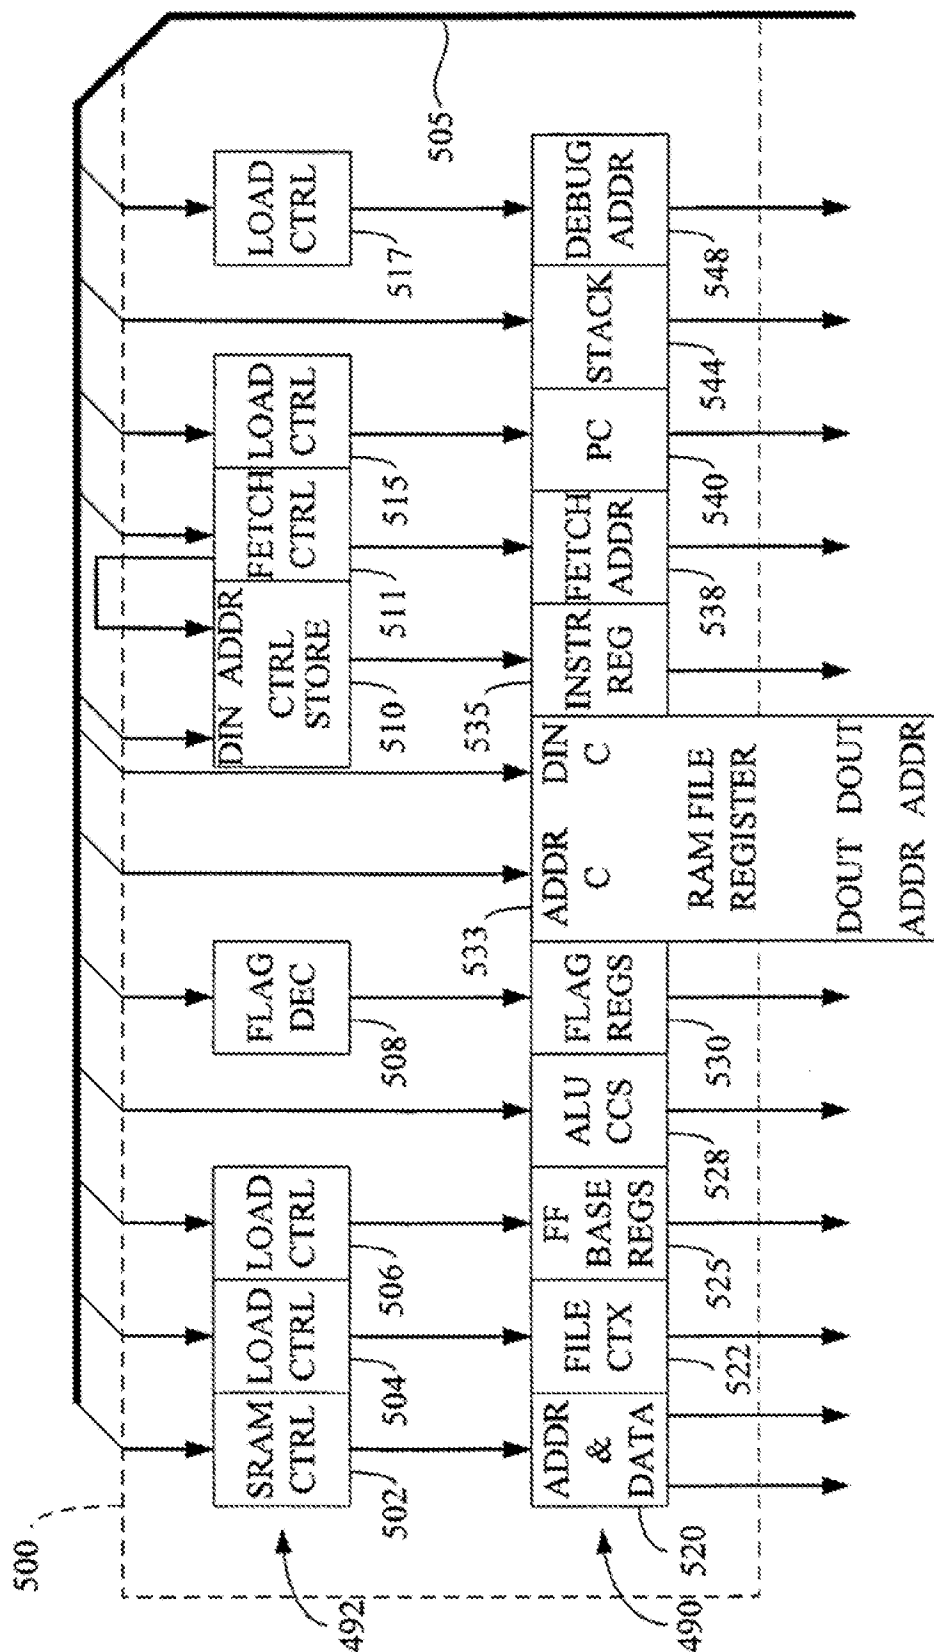 500
505
SRAM
CTRL
LOAD
CTRL
LOAD
CTRL
FLAG
DEC
DIN ADDR
CTRL
STORE
FETCH
CTRL
LOAD
CTRL
LOAD
CTRL
492
502
504
506
508
510
511
515
517
533
535
ADDR
&
DATA
FILE
CTX
FF
BASE
REGS
ALU
CCS
FLAG
REGS
ADDR DIN
C C
RAM FILE
REGISTER
DOUT DOUT
ADDR ADDR
INSTR
REG
FETCH
ADDR
PC
STACK
DEBUG
ADDR
490
520
522
525
528
530
538
540
544
548